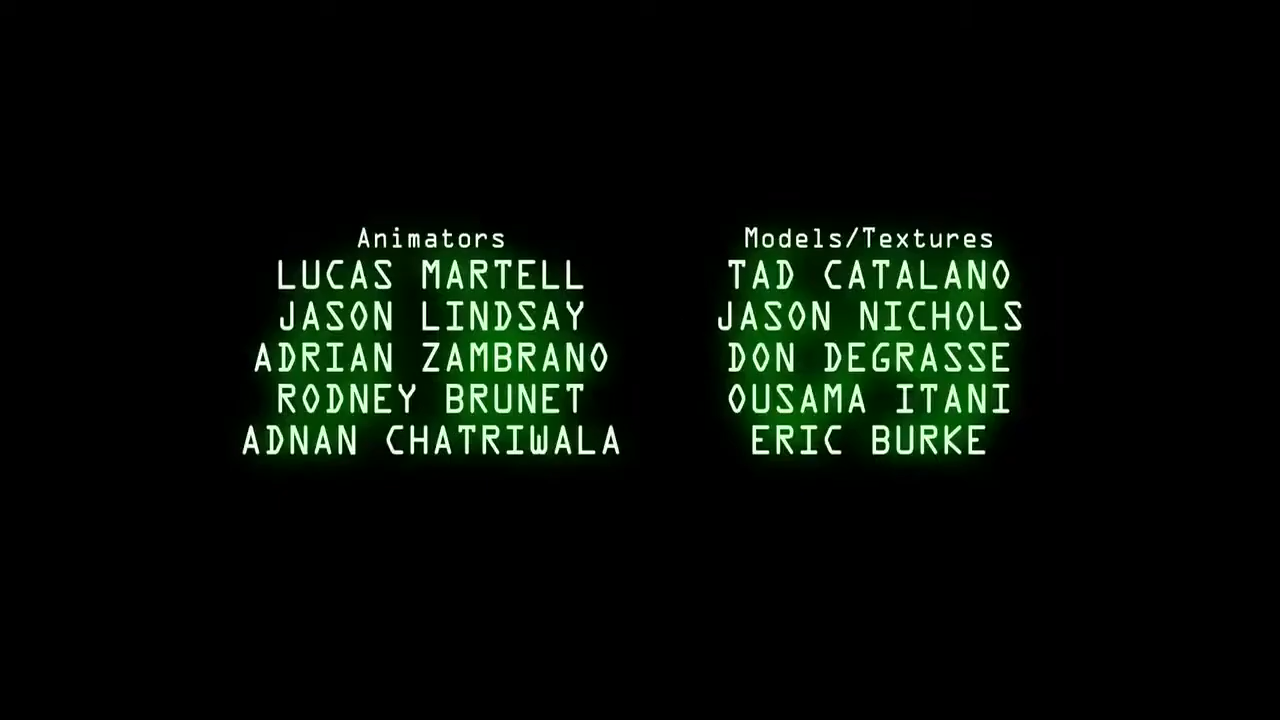 Animators
LUCAS MARTELL
JASON LINDSAY
ADRIAN ZAMBRANO
RODNEY BRUNET
ADNAN CHATRIWALA
Models/Textures
TAD CATALANO
JASON NICHOLS
DON DEGRASSE
OUSAMA ITANI
ERIC BURKE